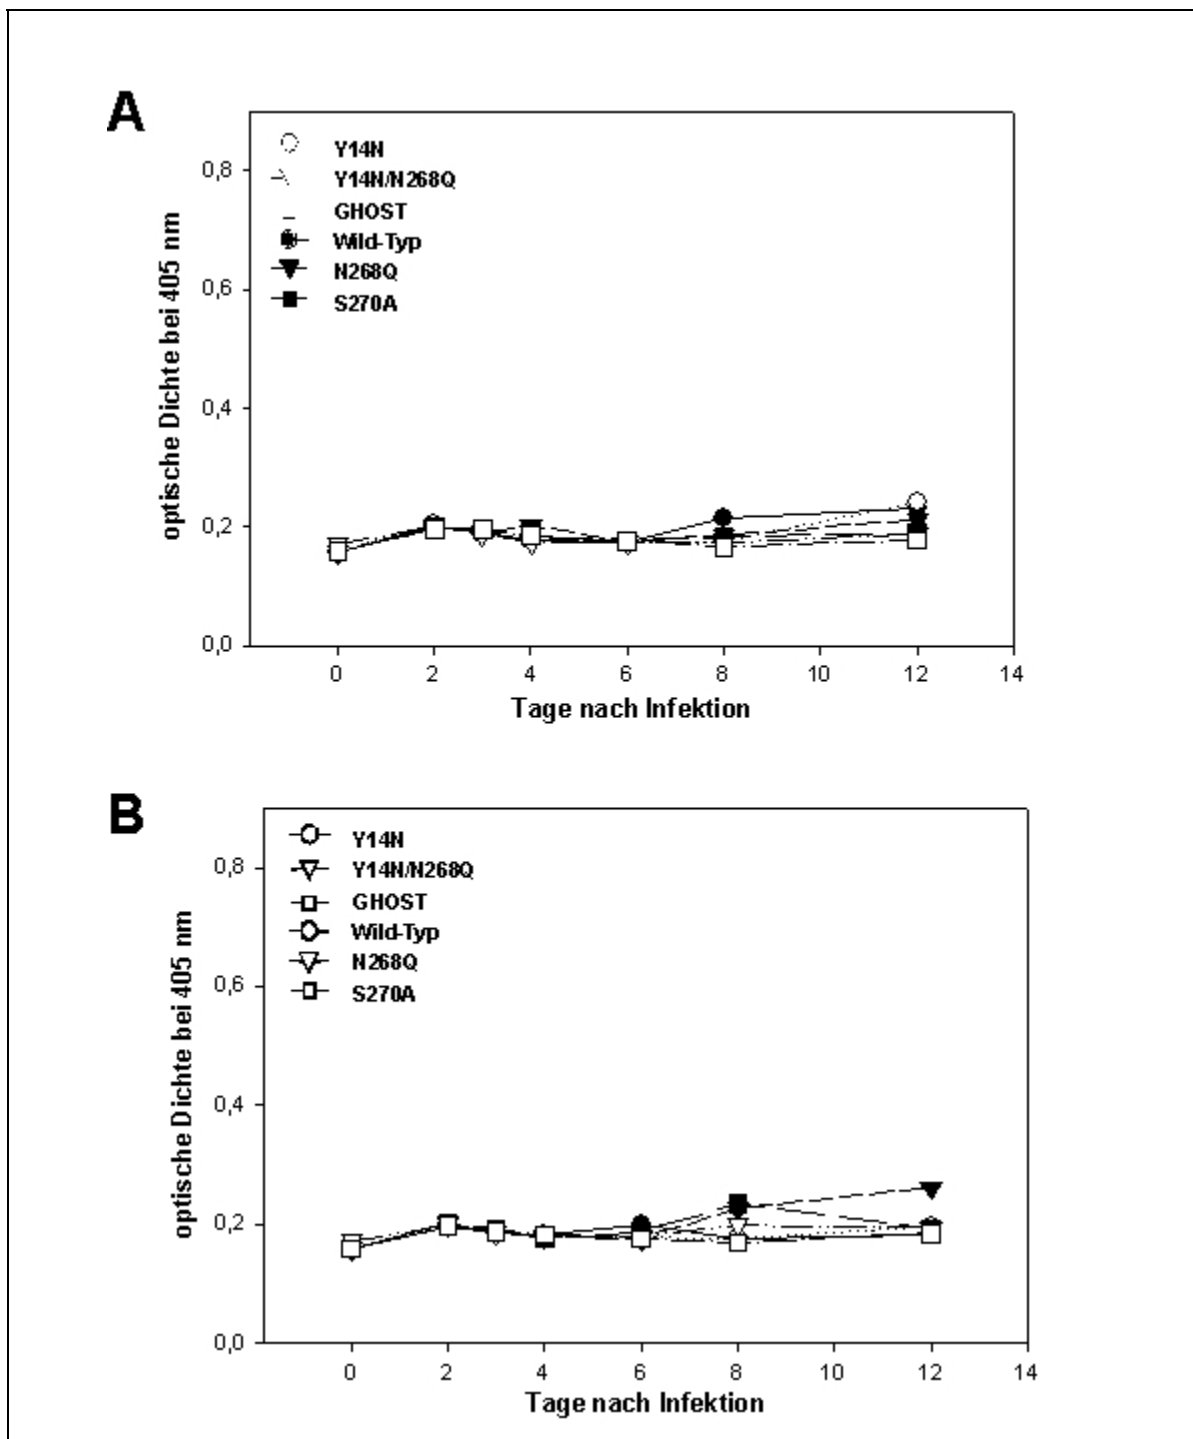 A
Y14N
Y14N/N268Q
GHOST
Wild-Typ
N268Q
S270A
optische Dichte bei 405 nm
0,8
0,6
0,4
0,2
0,0
0 2 4 6 8 10 12 14
Tage nach Infektion
B
Y14N
Y14N/N268Q
GHOST
Wild-Typ
N268Q
S270A
optische Dichte bei 405 nm
0,8
0,6
0,4
0,2
0,0
0 2 4 6 8 10 12 14
Tage nach Infektion